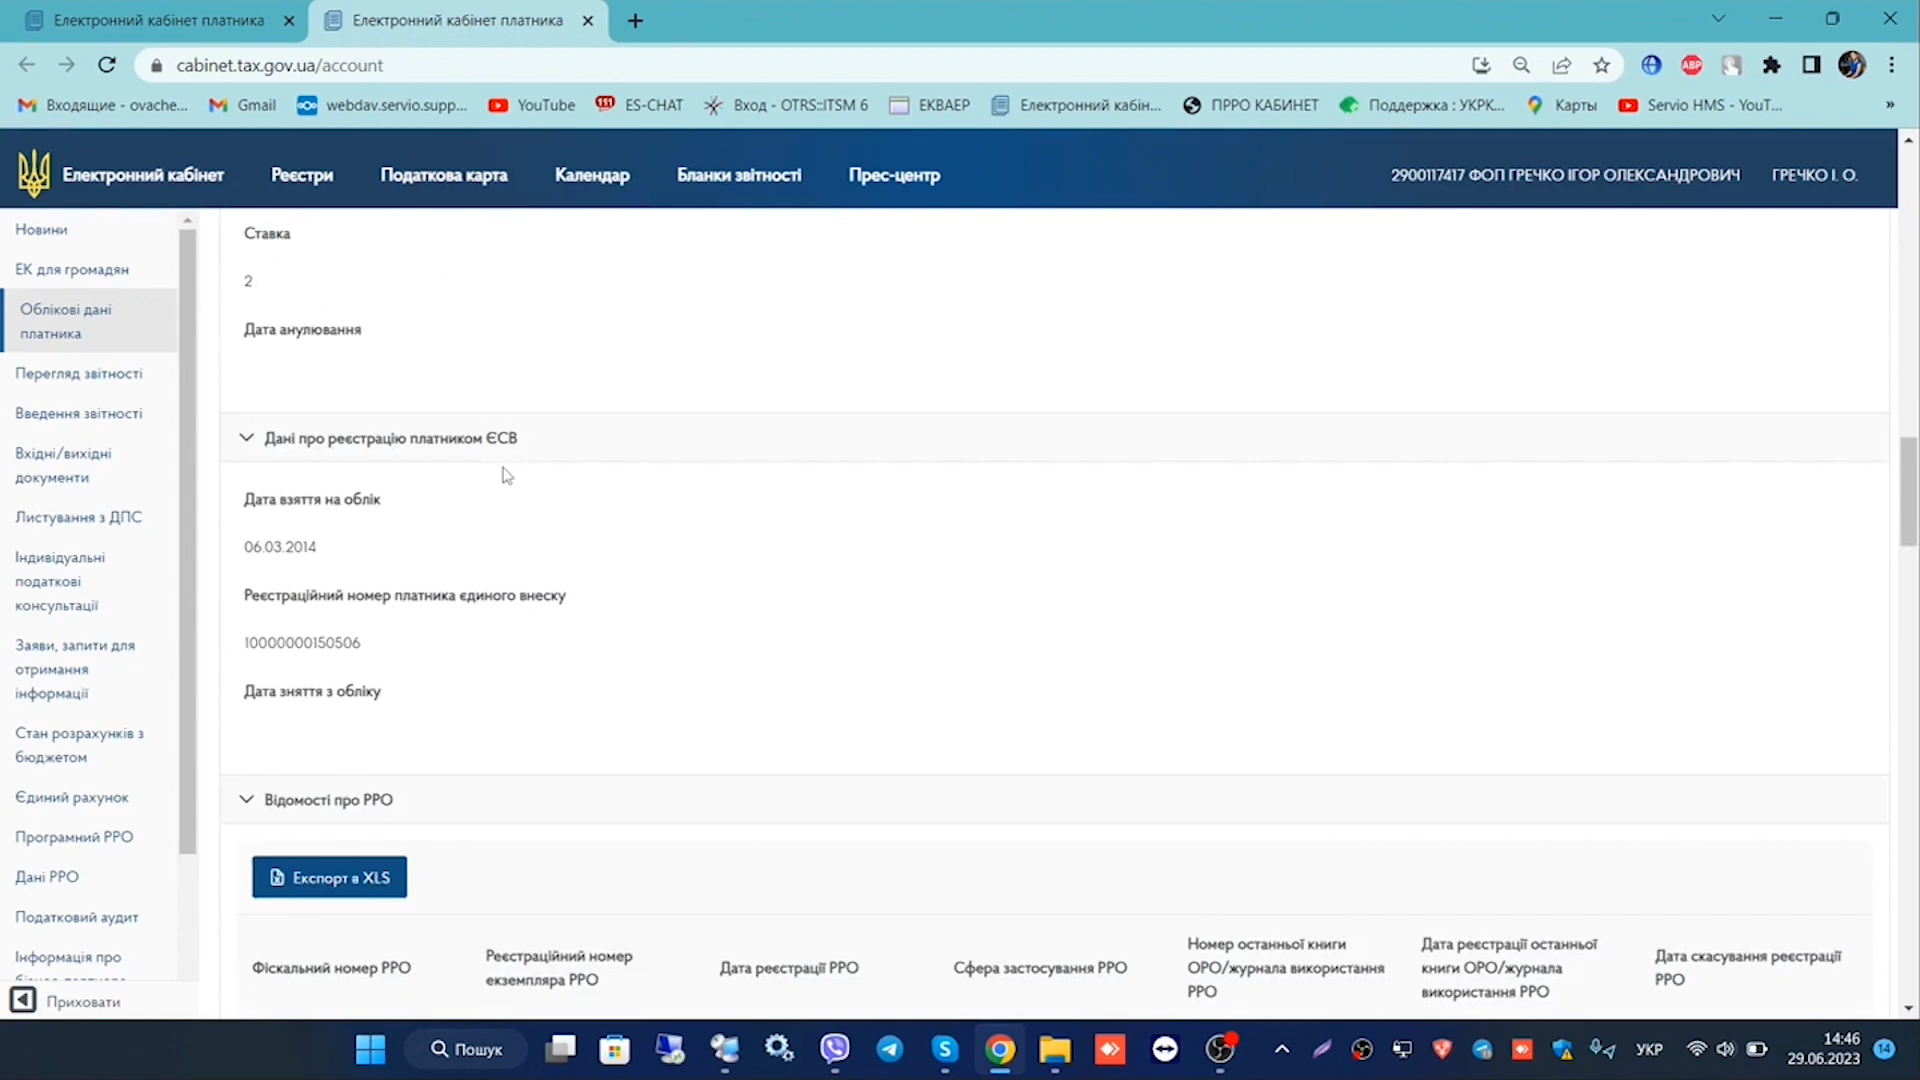 Електронний кабінет платника
Електронний кабінет платника
cabinet.tax.gov.ua/account
ABP
Входящие - ovache...
Gmail
webdav.servio.supp...
YouTube
ES-CHAT
Вход - OTRS::ITSM 6
ЕКВАЕР
Електронний кабін...
ПРРО КАБИНЕТ
Поддержка : УКРК...
Карты
Servio HMS - YouT...
Електронний кабінет
Реєстри
Податкова карта
Календар
Бланки звітності
Прес-центр
2900117417 ФОП ГРЕЧКО ІГОР ОЛЕКСАНДРОВИЧ
ГРЕЧКО І. О.
Новини
ЕК для громадян
Облікові дані
платника
Перегляд звітності
Введення звітності
Вхідні/вихідні
документи
Листування з ДПС
Індивідуальні
податкові
консультації
Заяви, запити для
отримання
інформації
Стан розрахунків з
бюджетом
Єдиний рахунок
Програмний РРО
Дані РРО
Податковий аудит
Інформація про
Приховати
Ставка
2
Дата анулювання
Дані про реєстрацію платником ЄСВ
Дата взяття на облік
06.03.2014
Реєстраційний номер платника єдиного внеску
10000000150506
Дата зняття з обліку
Відомості про РРО
Експорт в XLS
Фіскальний номер РРО
Реєстраційний номер
екземпляра РРО
Дата реєстрації РРО
Сфера застосування РРО
Номер останньої книги
ОРО/журнала використання
РРО
Дата реєстрації останньої
книги ОРО/журнала
використання РРО
Дата скасування реєстрації
РРО
Пошук
УКР
14:46
29.06.2023
14